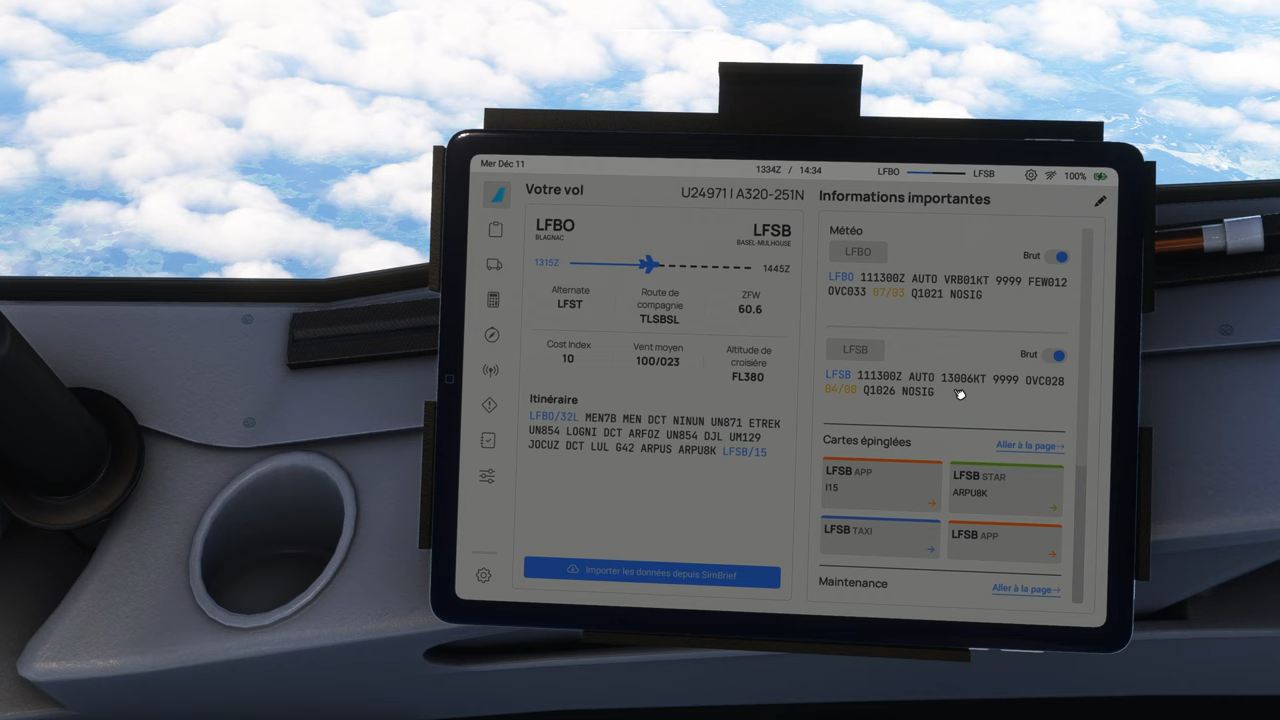 Mer Déc 11
1334Z / 14:34
LFBO LFSB
100%
Votre vol
U24971 | A320-251N
LFBO
BLAGNAC
LFSB
BASEL-MULHOUSE
1315Z
1445Z
Alternate
LFST
Route de
compagnie
TLSBSL
ZFW
60.6
Cost Index
10
Vent moyen
100/023
Altitude de
croisière
FL380
Itinéraire
LFBO/32L MEN7B MEN DCT NINUN UN871 ETREK
UN854 LOGNI DCT ARFOZ UN854 DJL UM129
JOCUZ DCT LUL G42 ARPUS ARPU8K LFSB/15
Importer les données depuis SimBrief
Informations importantes
Météo
LFBO
Brut
LFBO 111300Z AUTO VRB01KT 9999 FEW012
OVC033 07/03 Q1021 NOSIG
LFSB
Brut
LFSB 111300Z AUTO 13006KT 9999 OVC028
04/00 Q1026 NOSIG
Cartes épinglées
Aller à la page→
LFSB APP
I15
→
LFSB STAR
ARPU8K
→
LFSB TAXI
→
LFSB APP
→
Maintenance
Aller à la page→